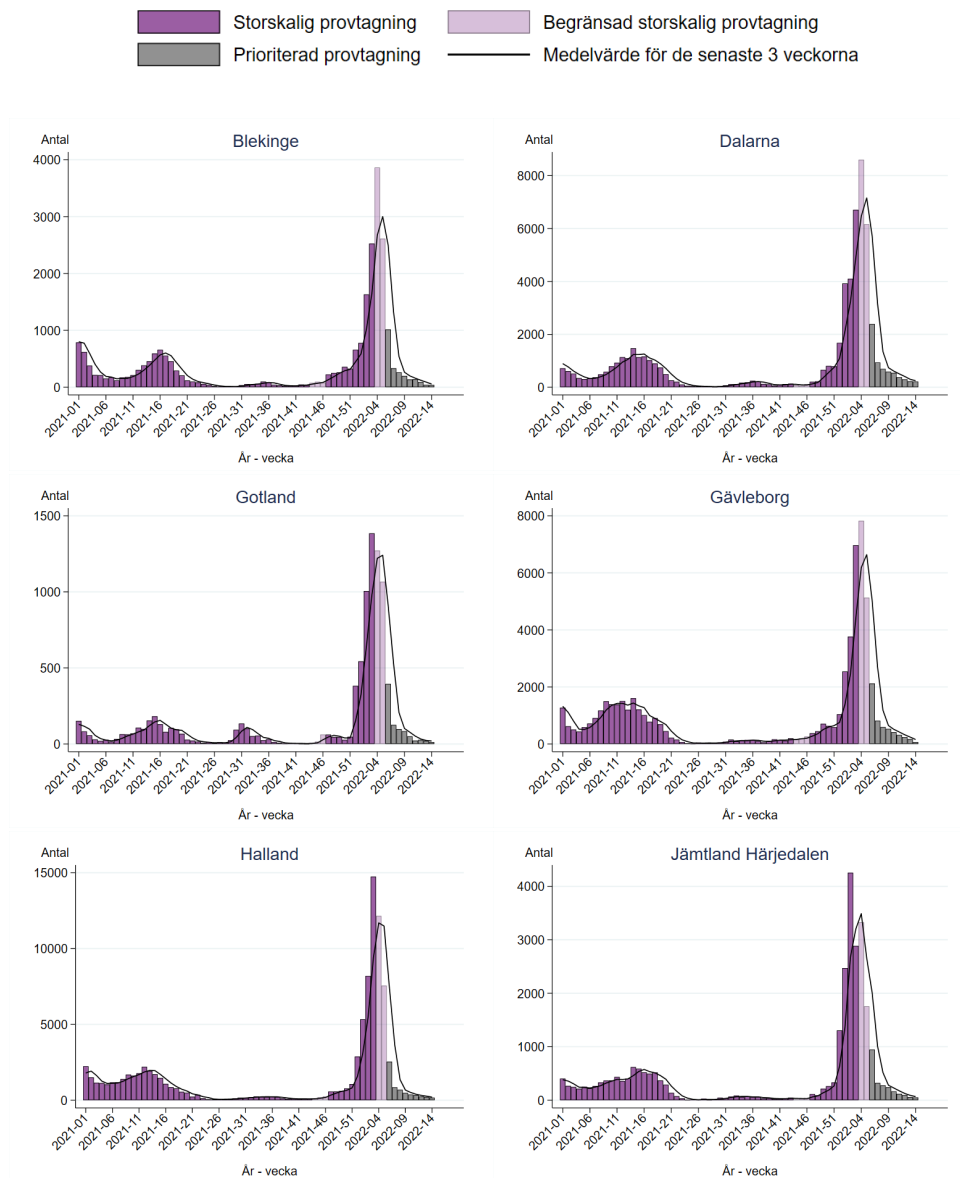 Storskalig provtagning
Begränsad storskalig provtagning
Prioriterad provtagning
Medelvärde för de senaste 3 veckorna
Antal
Blekinge
4000
3000
2000
1000
0
2021-01 2021-06 2021-11 2021-16 2021-21 2021-26 2021-31 2021-36 2021-41 2021-46 2021-51 2022-04 2022-09 2022-14
År - vecka
Antal
Dalarna
8000
6000
4000
2000
0
2021-01 2021-06 2021-11 2021-16 2021-21 2021-26 2021-31 2021-36 2021-41 2021-46 2021-51 2022-04 2022-09 2022-14
År - vecka
Antal
Gotland
1500
1000
500
0
2021-01 2021-06 2021-11 2021-16 2021-21 2021-26 2021-31 2021-36 2021-41 2021-46 2021-51 2022-04 2022-09 2022-14
År - vecka
Antal
Gävleborg
8000
6000
4000
2000
0
2021-01 2021-06 2021-11 2021-16 2021-21 2021-26 2021-31 2021-36 2021-41 2021-46 2021-51 2022-04 2022-09 2022-14
År - vecka
Antal
Halland
15000
10000
5000
0
2021-01 2021-06 2021-11 2021-16 2021-21 2021-26 2021-31 2021-36 2021-41 2021-46 2021-51 2022-04 2022-09 2022-14
År - vecka
Antal
Jämtland Härjedalen
4000
3000
2000
1000
0
2021-01 2021-06 2021-11 2021-16 2021-21 2021-26 2021-31 2021-36 2021-41 2021-46 2021-51 2022-04 2022-09 2022-14
År - vecka